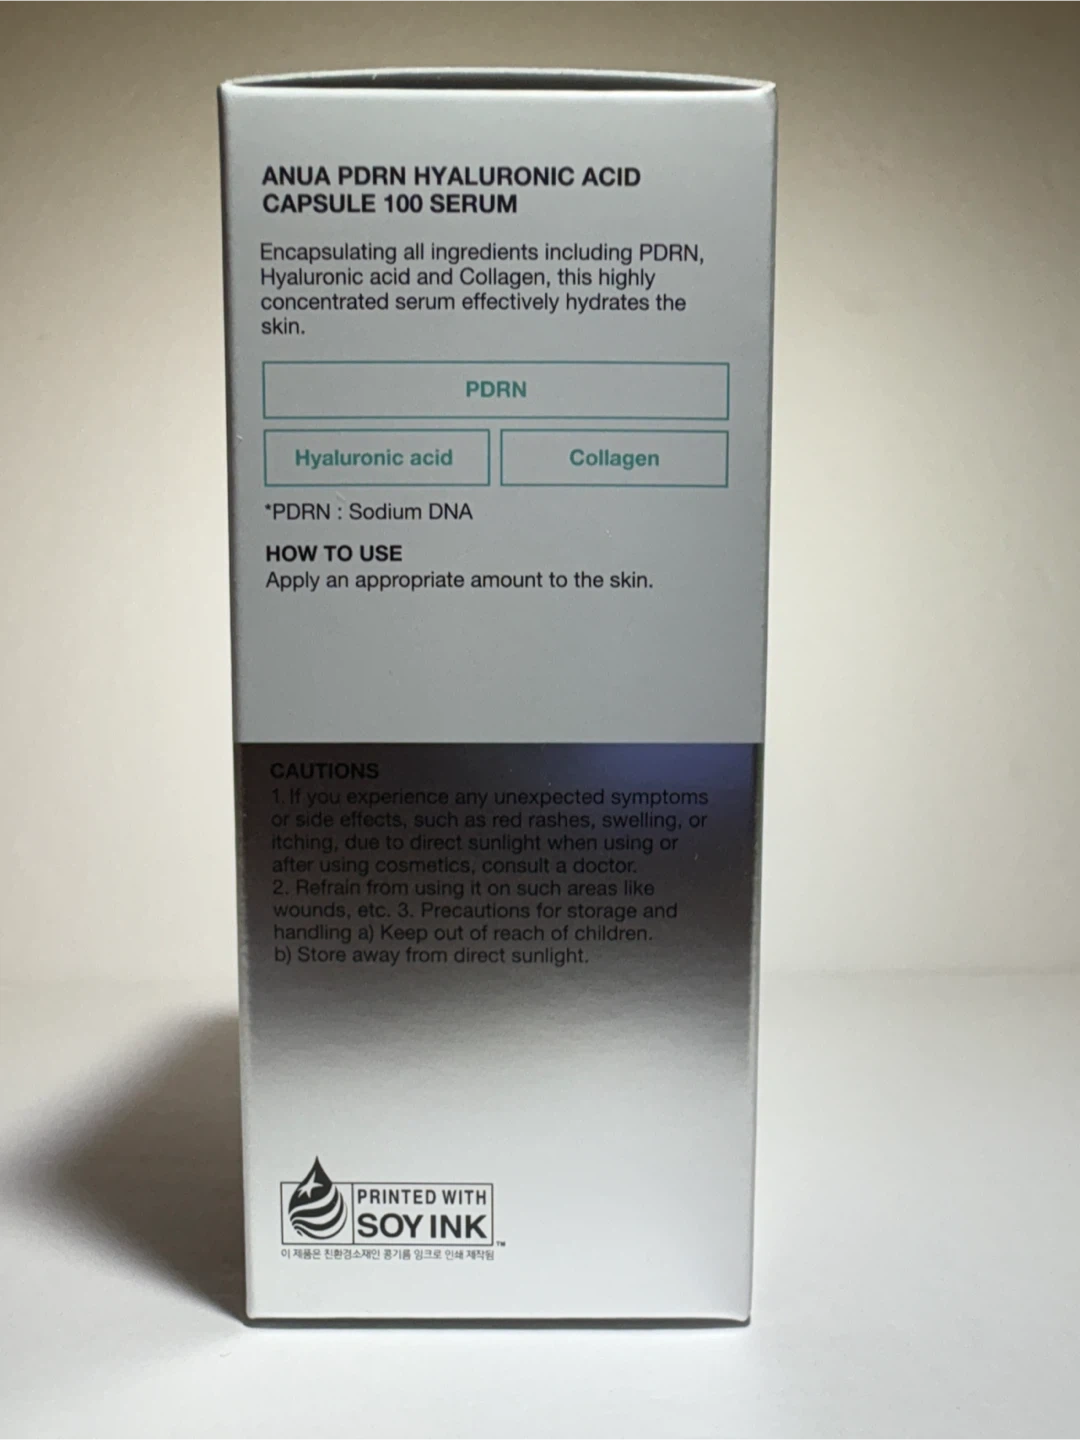 ANUA PDRN HYALURONIC ACID
CAPSULE 100 SERUM
Encapsulating all ingredients including PDRN,
Hyaluronic acid and Collagen, this highly
concentrated serum effectively hydrates the
skin.
PDRN
Hyaluronic acid Collagen
*PDRN : Sodium DNA
HOW TO USE
Apply an appropriate amount to the skin.
CAUTIONS
1. If you experience any unexpected symptoms
or side effects, such as red rashes, swelling, or
itching, due to direct sunlight when using or
after using cosmetics, consult a doctor.
2. Refrain from using it on such areas like
wounds, etc. 3. Precautions for storage and
handling a) Keep out of reach of children.
b) Store away from direct sunlight.
PRINTED WITH
SOY INK™
이 제품은 친환경소재인 콩기름 잉크로 인쇄 제작됨